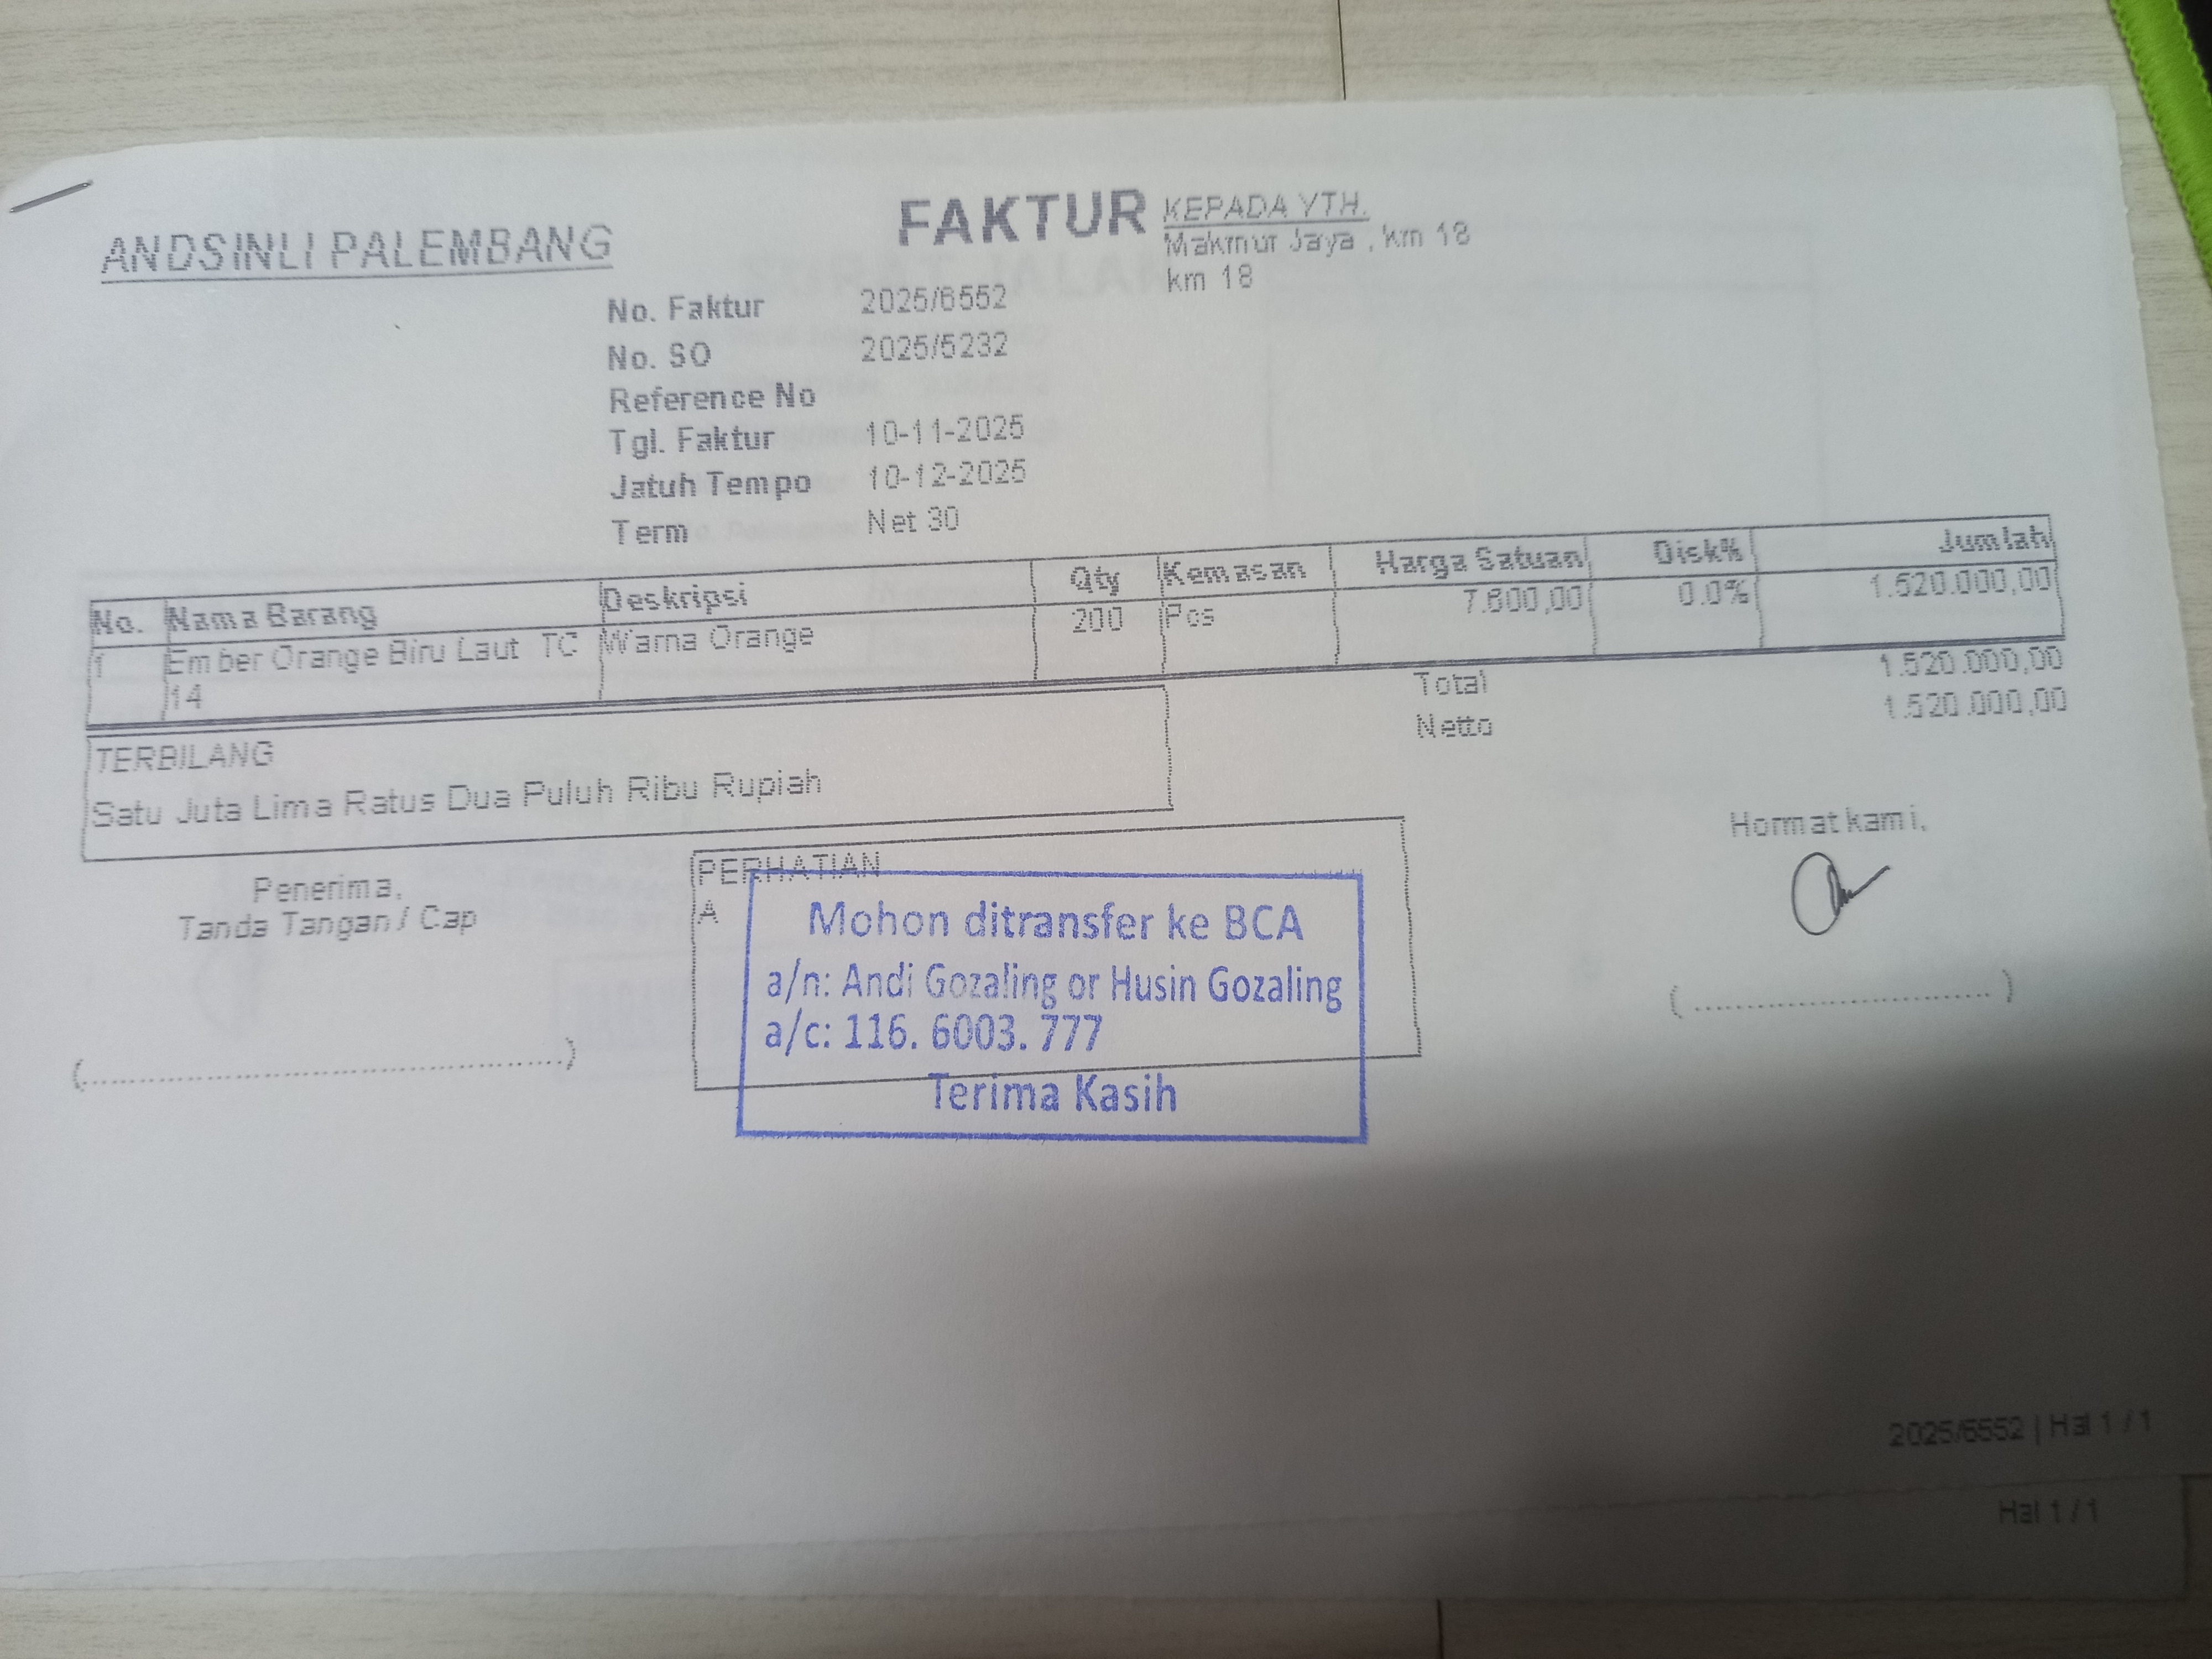 ANDSINLI PALEMBANG
FAKTUR
KEPADA YTH.
Makmur Jaya , km 18
km 18
No. Faktur 2025/6552
No. SO 2025/5232
Reference No
Tgl. Faktur 10-11-2025
Jatuh Tempo 10-12-2025
Term Net 30
No. Nama Barang Deskripsi Qty Kemasan Harga Satuan Disk% Jumlah
1 Ember Orange Biru Laut TC Warna Orange 200 Pcs 7.600,00 0.0% 1.520.000,00
14
Total 1.520.000,00
Netto 1.520.000,00
TERBILANG
Satu Juta Lima Ratus Dua Puluh Ribu Rupiah
Penerima,
Tanda Tangan / Cap
(..........................................)
PERHATIAN
A
Mohon ditransfer ke BCA
a/n: Andi Gozaling or Husin Gozaling
a/c: 116. 6003. 777
Terima Kasih
Hormat kami,
(..............................)
2025/6552 | Hal 1 / 1
Hal 1 / 1